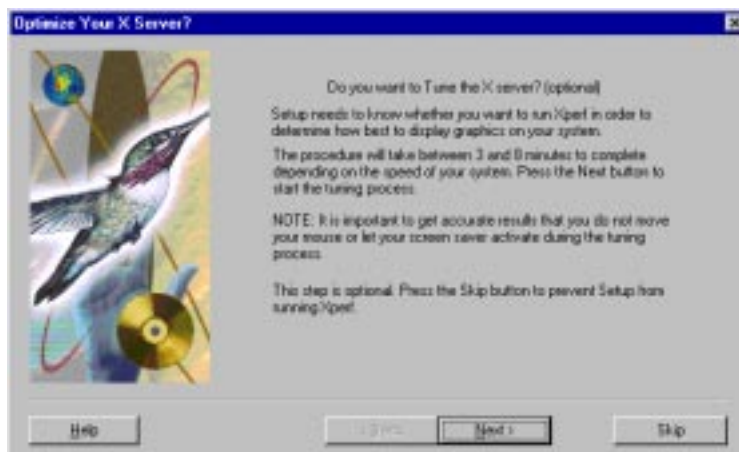 Optimize Your X Server?
Do you want to Tune the X server? (optional)
Setup needs to know whether you want to run Xperf in order to
determine how best to display graphics on your system.
The procedure will take between 3 and 8 minutes to complete
depending on the speed of your system. Press the Next button to
start the tuning process.
NOTE: It is important to get accurate results that you do not move
your mouse or let your screen saver activate during the tuning
process.
This step is optional. Press the Skip button to prevent Setup from
running Xperf.
Help
< Back
Next >
Skip